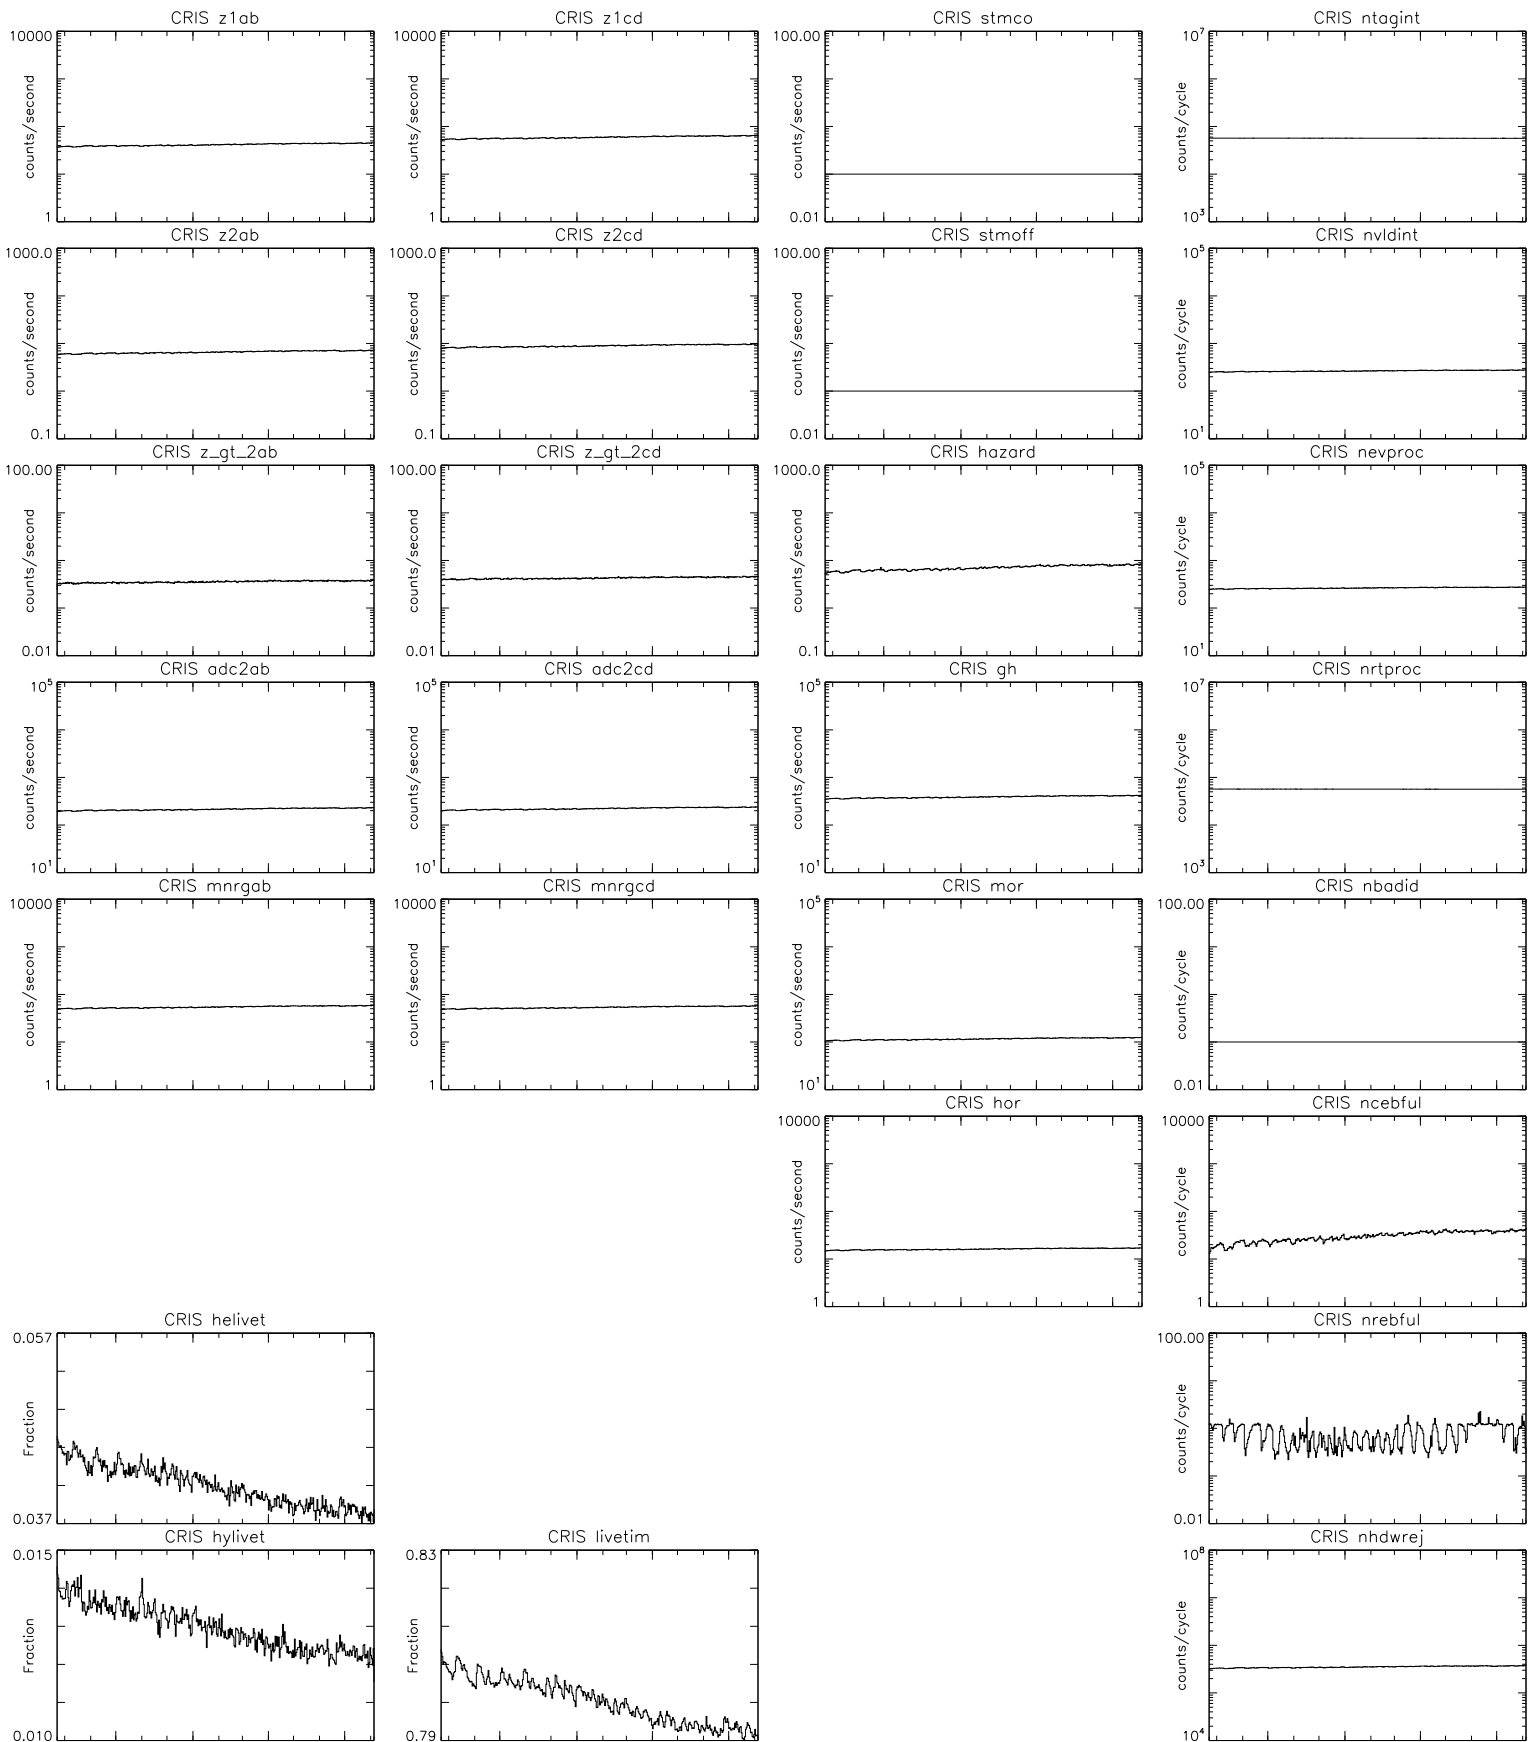 CRIS z1ab
10000
counts/second
1
CRIS z1cd
10000
counts/second
1
CRIS stmco
100.00
counts/second
0.01
CRIS ntagint
10⁷
counts/cycle
10³
CRIS z2ab
1000.0
counts/second
0.1
CRIS z2cd
1000.0
counts/second
0.1
CRIS stmoff
100.00
counts/second
0.01
CRIS nvldint
10⁵
counts/cycle
10¹
CRIS z_gt_2ab
100.00
counts/second
0.01
CRIS z_gt_2cd
100.00
counts/second
0.01
CRIS hazard
1000.0
counts/second
0.1
CRIS nevproc
10⁵
counts/cycle
10¹
CRIS adc2ab
10⁵
counts/second
10¹
CRIS adc2cd
10⁵
counts/second
10¹
CRIS gh
10⁵
counts/second
10¹
CRIS nrtproc
10⁷
counts/cycle
10³
CRIS mnrgab
10000
counts/second
1
CRIS mnrgcd
10000
counts/second
1
CRIS mor
10⁵
counts/second
10¹
CRIS nbadid
100.00
counts/cycle
0.01
CRIS hor
10000
counts/second
1
CRIS ncebful
10000
counts/cycle
1
CRIS helivet
0.057
Fraction
0.037
CRIS nrebful
100.00
counts/cycle
0.01
CRIS hylivet
0.015
Fraction
0.010
CRIS livetim
0.83
Fraction
0.79
CRIS nhdwrej
10⁸
counts/cycle
10⁴